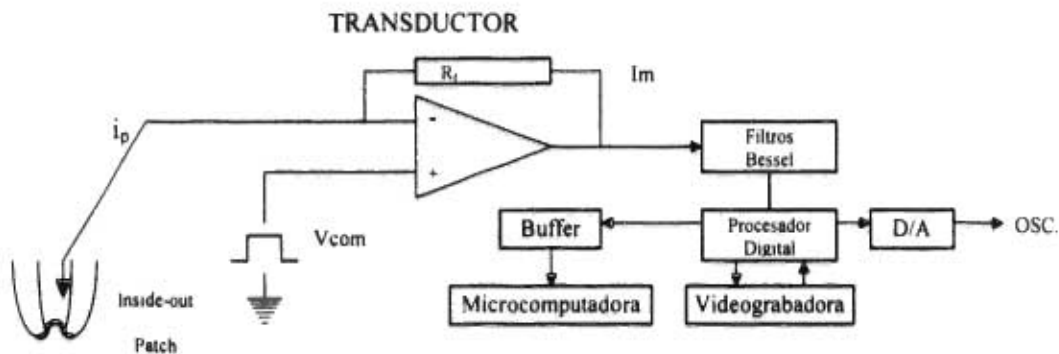 TRANSDUCTOR
Rf
Im
ip
-
+
Filtros
Bessel
Vcom
Buffer
Procesador
Digital
D/A
OSC.
Inside-out
Patch
Microcomputadora
Videograbadora